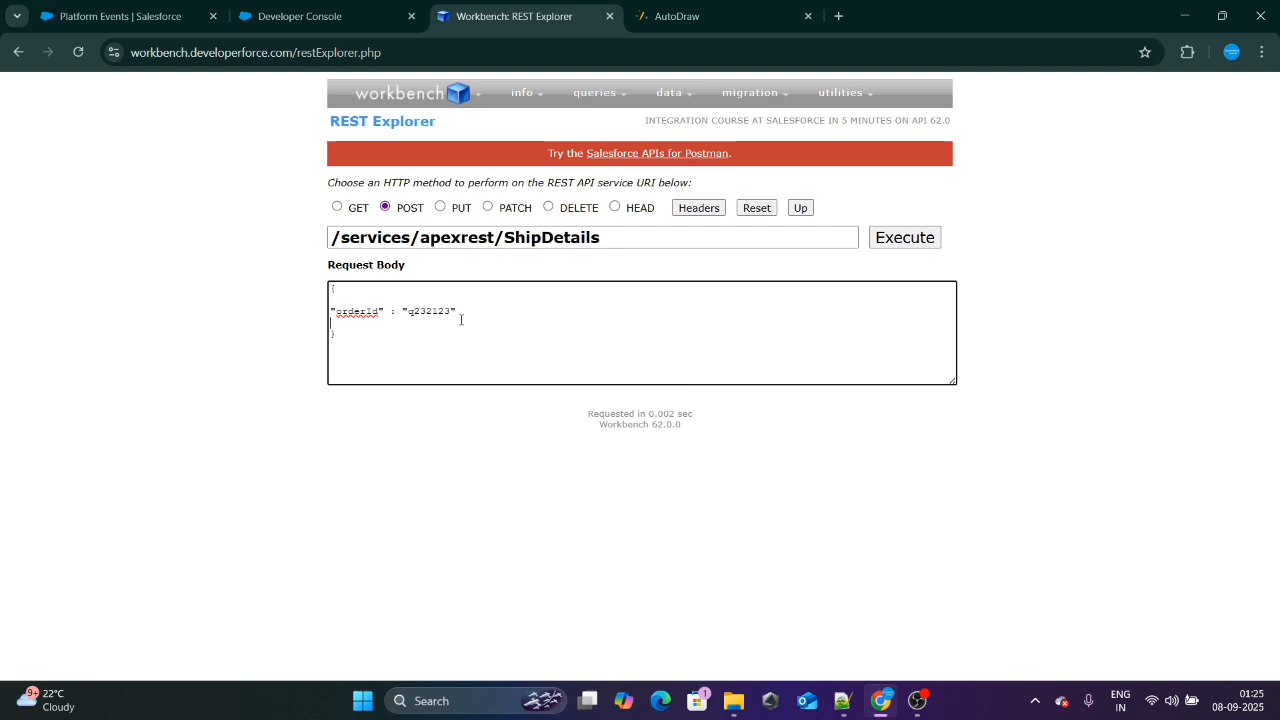 Platform Events | Salesforce
Developer Console
Workbench: REST Explorer
AutoDraw
workbench.developerforce.com/restExplorer.php
workbench
info
queries
data
migration
utilities
REST Explorer
INTEGRATION COURSE AT SALESFORCE IN 5 MINUTES ON API 62.0
Try the Salesforce APIs for Postman.
Choose an HTTP method to perform on the REST API service URI below:
GET POST PUT PATCH DELETE HEAD Headers Reset Up
/services/apexrest/ShipDetails Execute
Request Body
{
"orderId" : "q232123"
}
Requested in 0.002 sec
Workbench 62.0.0
9+
22°C
Cloudy
Search
1
ENG
IN
01:25
08-09-2025